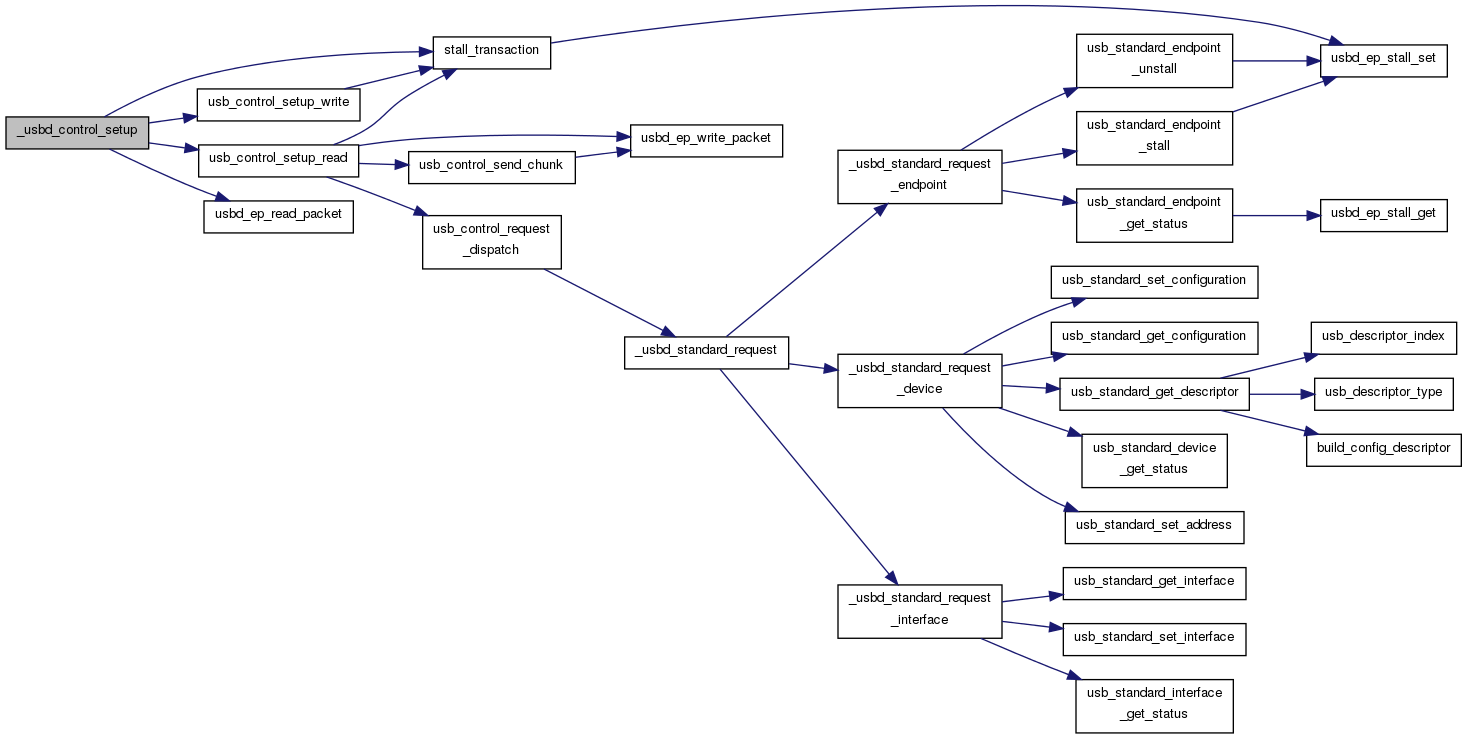 _usbd_control_setup
stall_transaction
usb_control_setup_write
usb_control_setup_read
usbd_ep_read_packet
usb_control_send_chunk
usb_control_request
_dispatch
usbd_ep_write_packet
_usbd_standard_request
_usbd_standard_request
_endpoint
_usbd_standard_request
_device
_usbd_standard_request
_interface
usb_standard_endpoint
_unstall
usb_standard_endpoint
_stall
usb_standard_endpoint
_get_status
usb_standard_set_configuration
usb_standard_get_configuration
usb_standard_get_descriptor
usb_standard_device
_get_status
usb_standard_set_address
usb_standard_get_interface
usb_standard_set_interface
usb_standard_interface
_get_status
usbd_ep_stall_set
usbd_ep_stall_get
usb_descriptor_index
usb_descriptor_type
build_config_descriptor